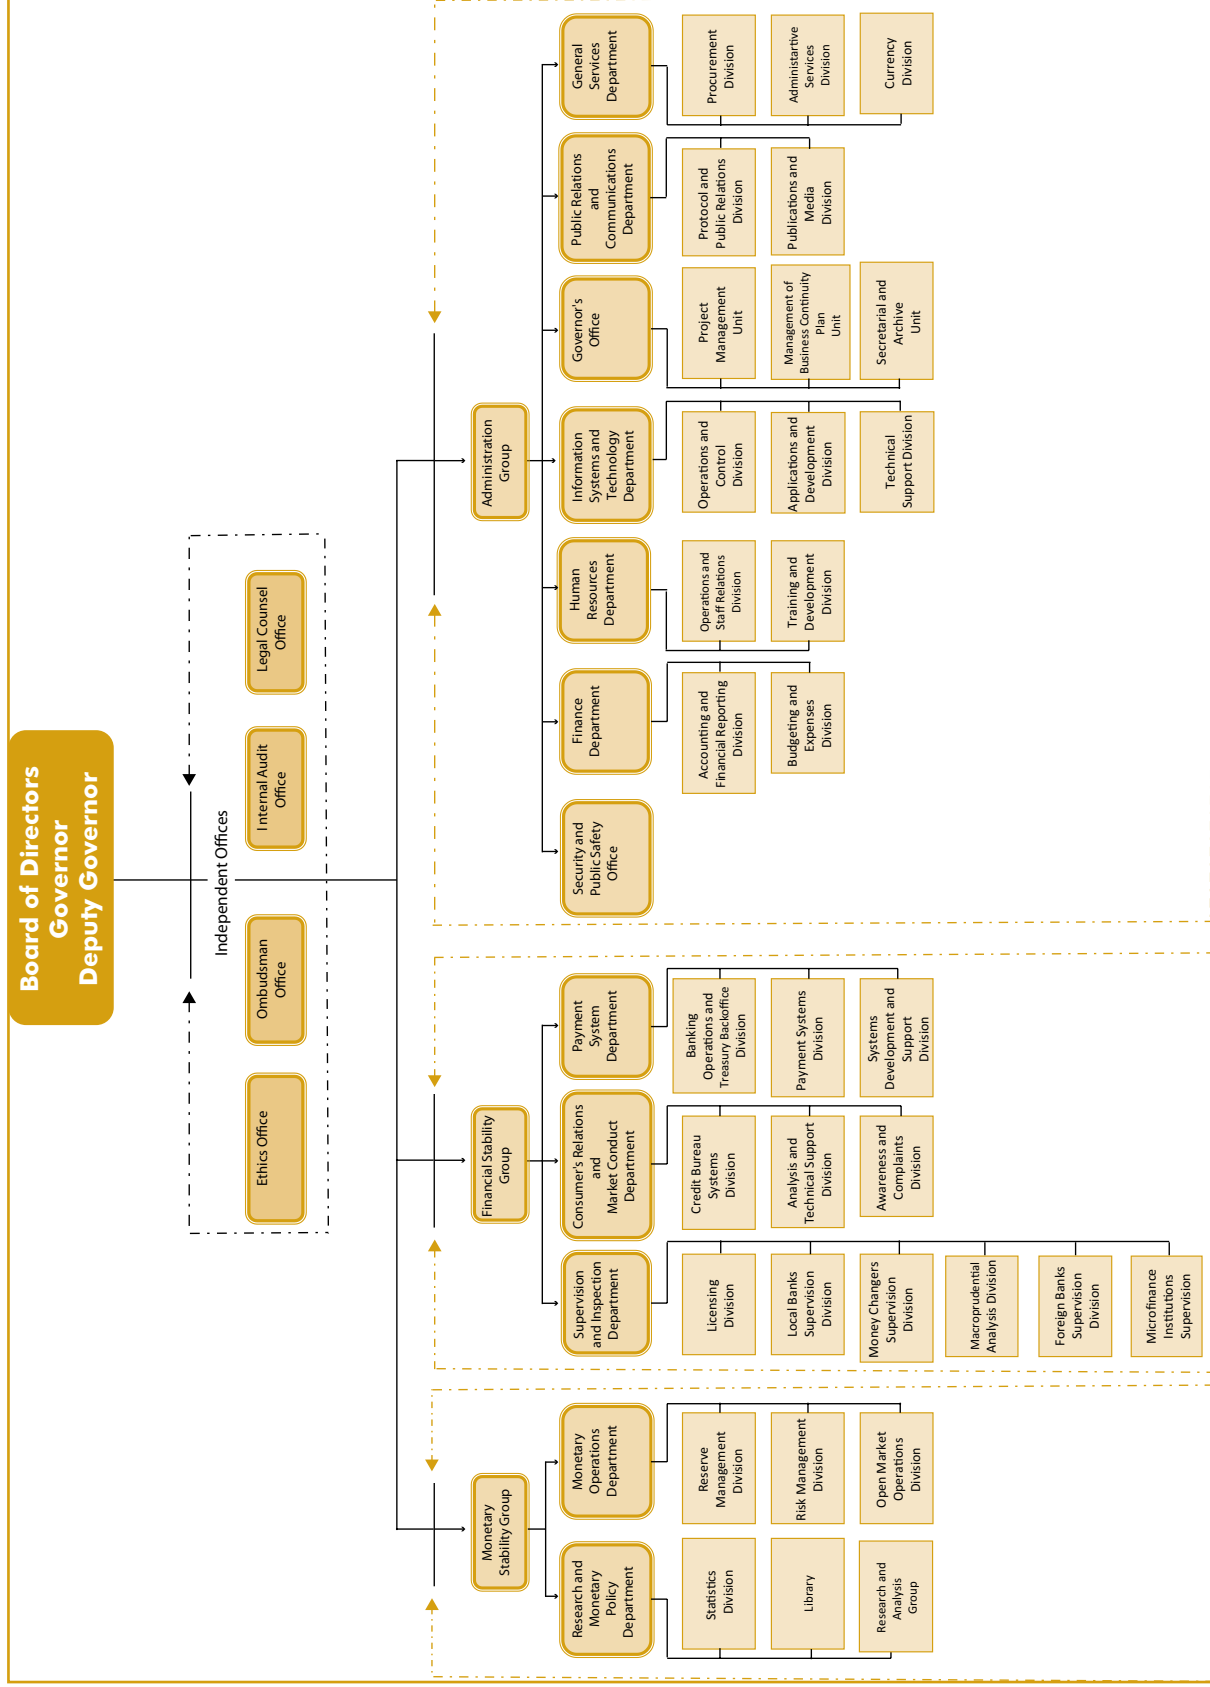 Board of Directors
Governor
Deputy Governor
Independent Offices
Ethics Office
Ombudsman
Office
Internal Audit
Office
Legal Counsel
Office
Monetary
Stability Group
Financial Stability
Group
Administration
Group
Research and
Monetary
Policy
Department
Monetary
Operations
Department
Supervision
and Inspection
Department
Consumer's Relations
and
Market Conduct
Department
Payment
System
Department
Security and
Public Safety
Office
Finance
Department
Human
Resources
Department
Information
Systems and
Technology
Department
Governor's
Office
Public Relations
and
Communications
Department
General
Services
Department
Statistics
Division
Library
Research and
Analysis
Group
Reserve
Management
Division
Risk Management
Division
Open Market
Operations
Division
Licensing
Division
Local Banks
Supervision
Division
Money Changers
Supervision
Division
Macroprudential
Analysis Division
Foreign Banks
Supervision
Division
Microfinance
Institutions
Supervision
Credit Bureau
Systems
Division
Analysis and
Technical Support
Division
Awareness and
Complaints
Division
Banking
Operations and
Treasury Backoffice
Division
Payment Systems
Division
Systems
Development and
Support
Division
Accounting and
Financial Reporting
Division
Budgeting and
Expenses
Division
Operations and
Staff Relations
Division
Training and
Development
Division
Operations and
Control
Division
Applications and
Development
Division
Technical
Support Division
Project
Management
Unit
Management of
Business Continuity
Plan
Unit
Secretarial and
Archive
Unit
Protocol and
Public Relations
Division
Publications and
Media
Division
Procurement
Division
Administartive
Services
Division
Currency
Division